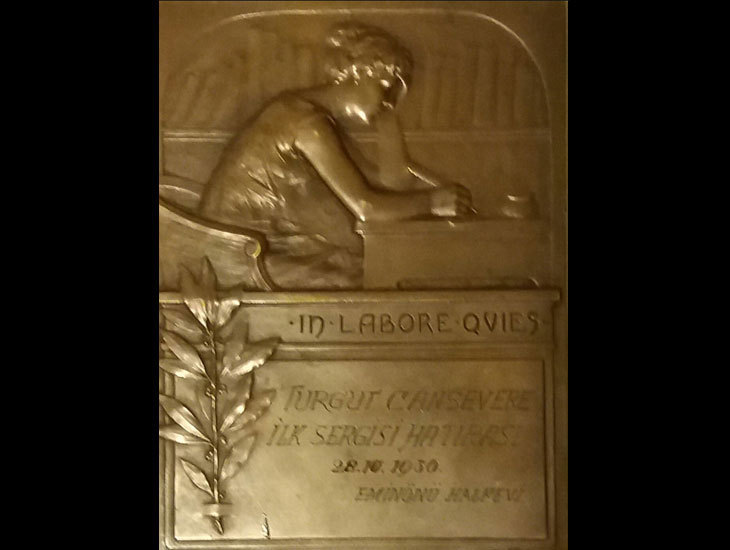 ·IN·LABORE·QVIES·
TURGUT CANSEVERE
İLK SERGİSİ HATIRASI
28.10.1936
EMİNÖNÜ HALKEVİ